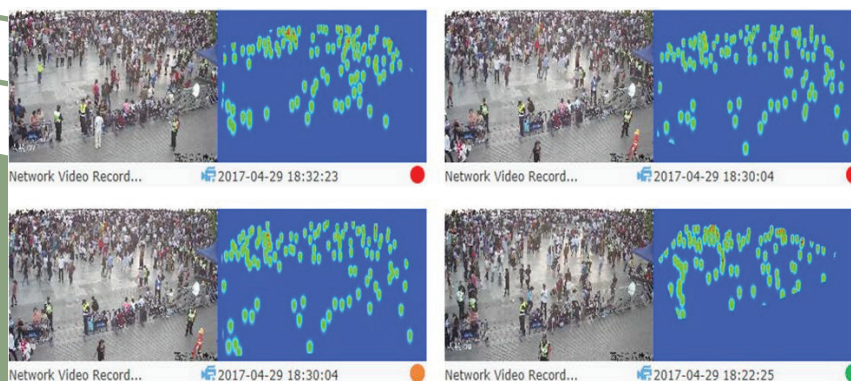 Network Video Record... 2017-04-29 18:32:23
Network Video Record... 2017-04-29 18:30:04
Network Video Record... 2017-04-29 18:30:04
Network Video Record... 2017-04-29 18:22:25